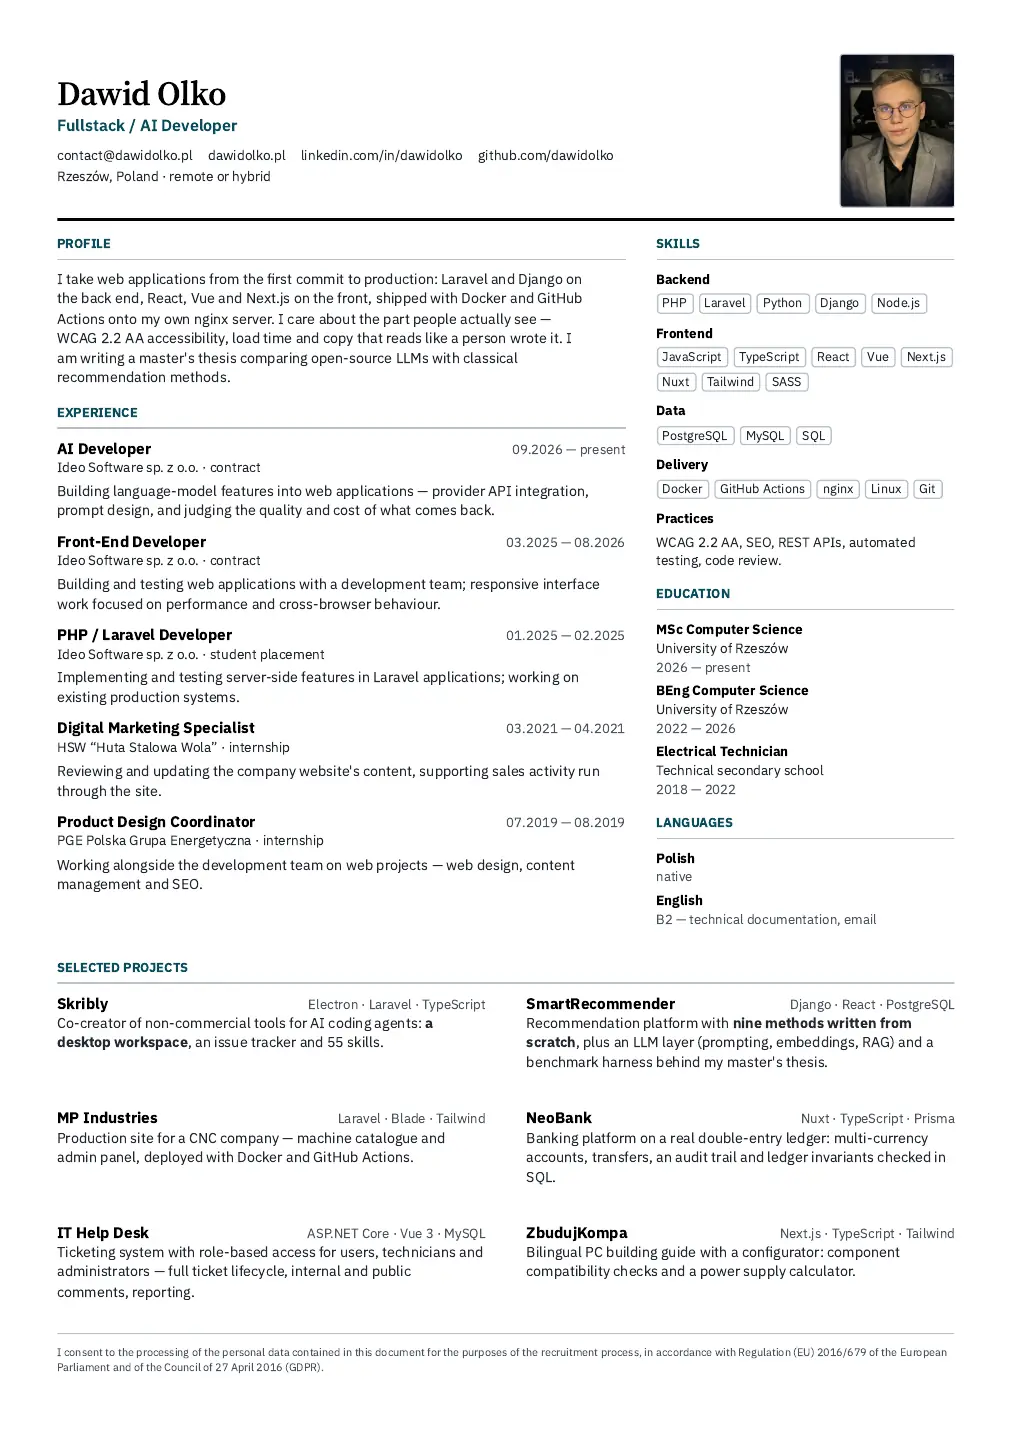 Dawid Olko
Fullstack / AI Developer
contact@dawidolko.pl dawidolko.pl linkedin.com/in/dawidolko github.com/dawidolko
Rzeszów, Poland · remote or hybrid
PROFILE
I take web applications from the first commit to production: Laravel and Django on
the back end, React, Vue and Next.js on the front, shipped with Docker and GitHub
Actions onto my own nginx server. I care about the part people actually see —
WCAG 2.2 AA accessibility, load time and copy that reads like a person wrote it. I
am writing a master's thesis comparing open-source LLMs with classical
recommendation methods.
EXPERIENCE
AI Developer 09.2026 — present
Ideo Software sp. z o.o. · contract
Building language-model features into web applications — provider API integration,
prompt design, and judging the quality and cost of what comes back.
Front-End Developer 03.2025 — 08.2026
Ideo Software sp. z o.o. · contract
Building and testing web applications with a development team; responsive interface
work focused on performance and cross-browser behaviour.
PHP / Laravel Developer 01.2025 — 02.2025
Ideo Software sp. z o.o. · student placement
Implementing and testing server-side features in Laravel applications; working on
existing production systems.
Digital Marketing Specialist 03.2021 — 04.2021
HSW “Huta Stalowa Wola” · internship
Reviewing and updating the company website's content, supporting sales activity run
through the site.
Product Design Coordinator 07.2019 — 08.2019
PGE Polska Grupa Energetyczna · internship
Working alongside the development team on web projects — web design, content
management and SEO.
SKILLS
Backend
PHP Laravel Python Django Node.js
Frontend
JavaScript TypeScript React Vue Next.js
Nuxt Tailwind SASS
Data
PostgreSQL MySQL SQL
Delivery
Docker GitHub Actions nginx Linux Git
Practices
WCAG 2.2 AA, SEO, REST APIs, automated
testing, code review.
EDUCATION
MSc Computer Science
University of Rzeszów
2026 — present
BEng Computer Science
University of Rzeszów
2022 — 2026
Electrical Technician
Technical secondary school
2018 — 2022
LANGUAGES
Polish
native
English
B2 — technical documentation, email
SELECTED PROJECTS
Skribly Electron · Laravel · TypeScript
Co-creator of non-commercial tools for AI coding agents: a
desktop workspace, an issue tracker and 55 skills.
SmartRecommender Django · React · PostgreSQL
Recommendation platform with nine methods written from
scratch, plus an LLM layer (prompting, embeddings, RAG) and a
benchmark harness behind my master's thesis.
MP Industries Laravel · Blade · Tailwind
Production site for a CNC company — machine catalogue and
admin panel, deployed with Docker and GitHub Actions.
NeoBank Nuxt · TypeScript · Prisma
Banking platform on a real double-entry ledger: multi-currency
accounts, transfers, an audit trail and ledger invariants checked in
SQL.
IT Help Desk ASP.NET Core · Vue 3 · MySQL
Ticketing system with role-based access for users, technicians and
administrators — full ticket lifecycle, internal and public
comments, reporting.
ZbudujKompa Next.js · TypeScript · Tailwind
Bilingual PC building guide with a configurator: component
compatibility checks and a power supply calculator.
I consent to the processing of the personal data contained in this document for the purposes of the recruitment process, in accordance with Regulation (EU) 2016/679 of the European
Parliament and of the Council of 27 April 2016 (GDPR).